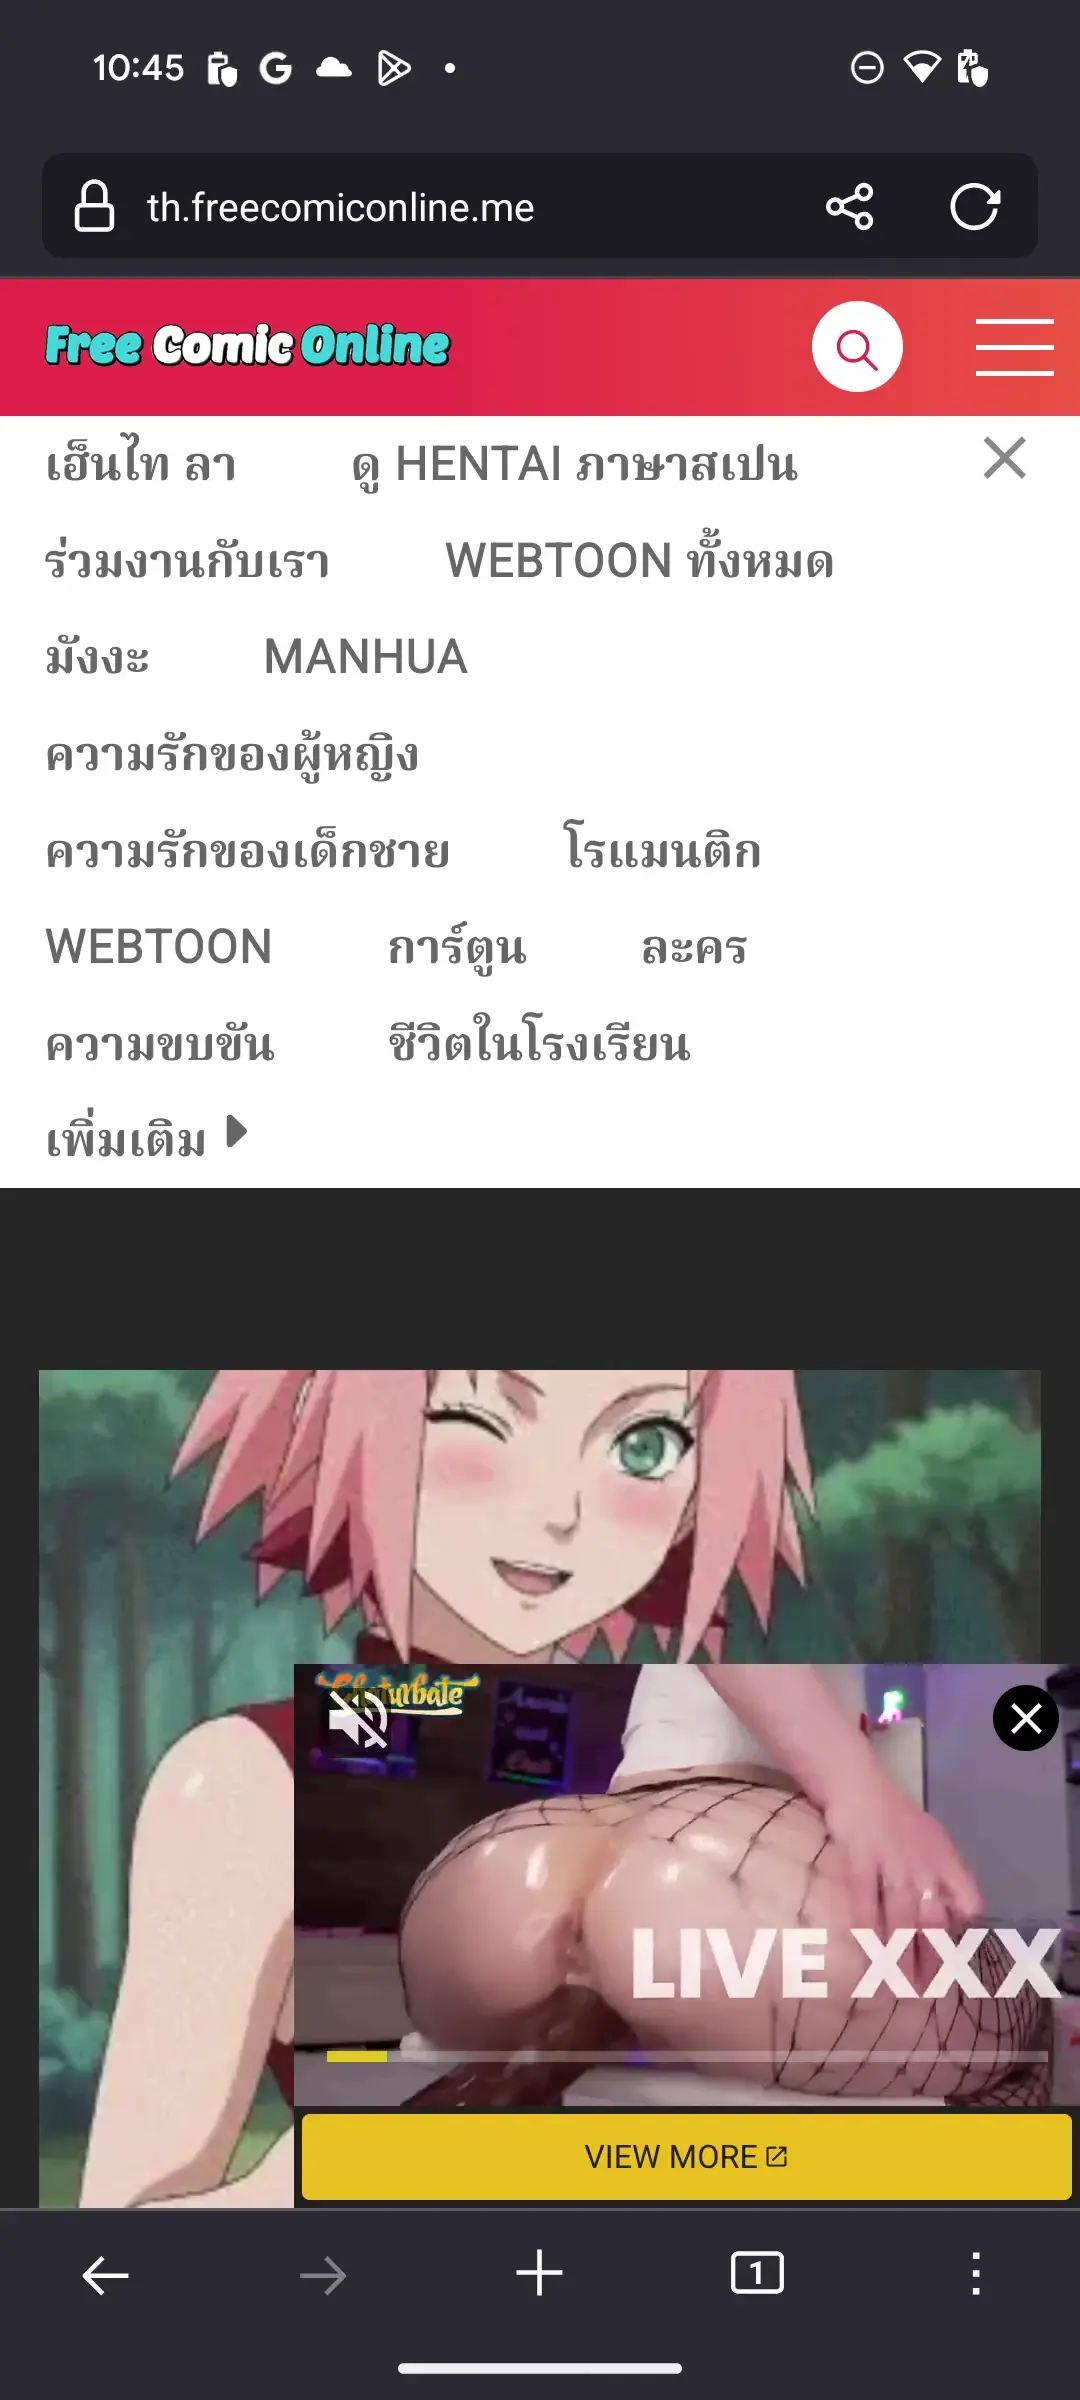 10:45
th.freecomiconline.me
Free Comic Online
เฮ็นไท ลา ดู HENTAI ภาษาสเปน
ร่วมงานกับเรา WEBTOON ทั้งหมด
มังงะ MANHUA
ความรักของผู้หญิง
ความรักของเด็กชาย โรแมนติก
WEBTOON การ์ตูน ละคร
ความขบขัน ชีวิตในโรงเรียน
เพิ่มเติม
Chaturbate
LIVE XXX
VIEW MORE
1